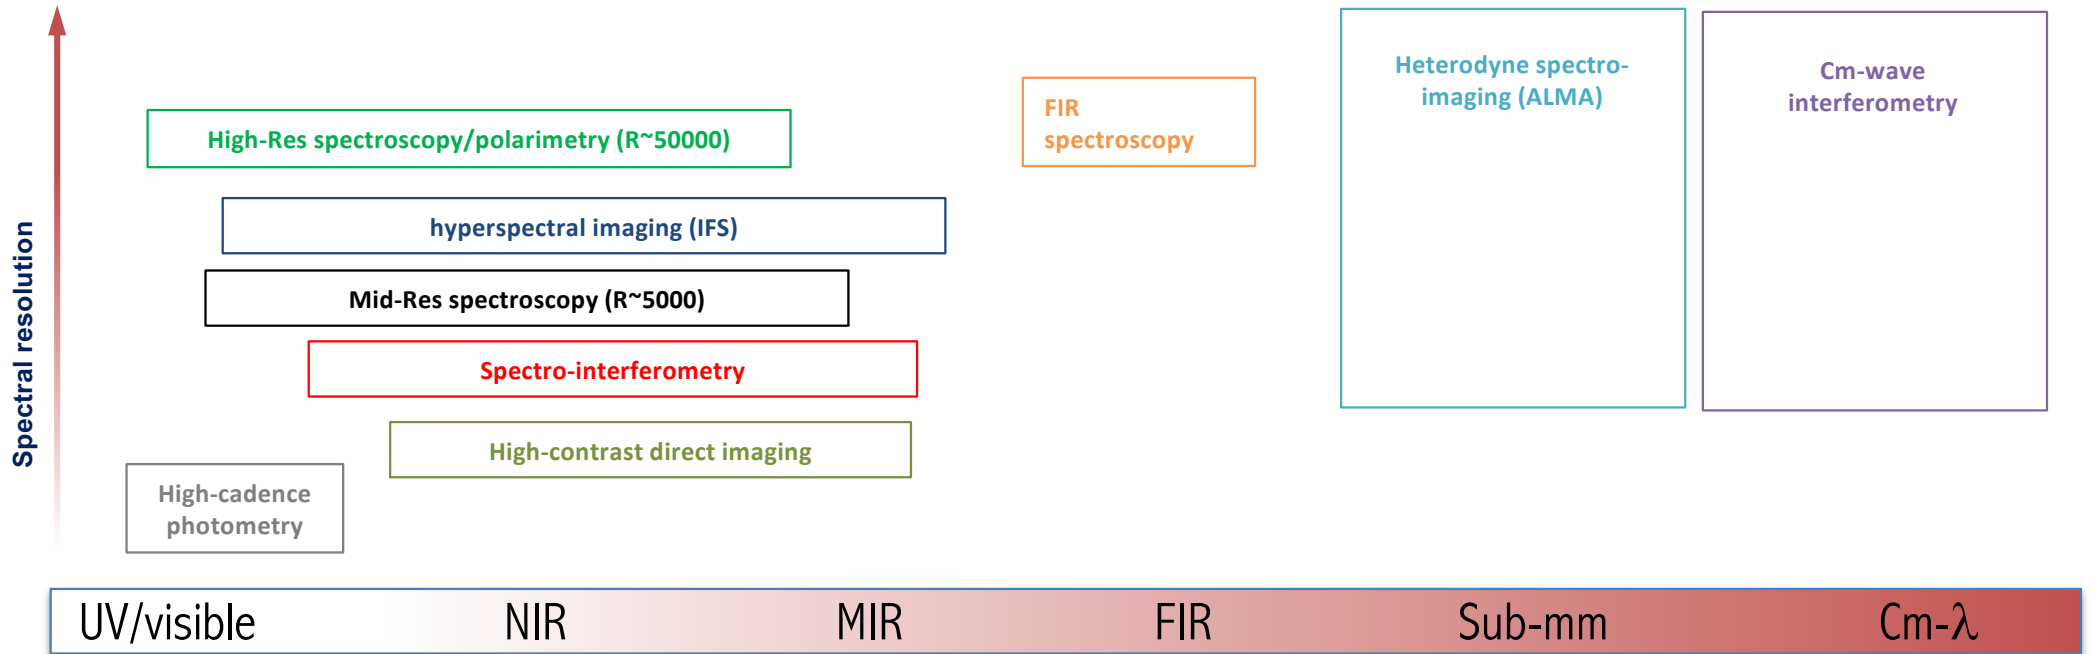 Spectral resolution
High-Res spectroscopy/polarimetry (R~50000)
hyperspectral imaging (IFS)
Mid-Res spectroscopy (R~5000)
Spectro-interferometry
High-contrast direct imaging
High-cadence
photometry
FIR
spectroscopy
Heterodyne spectro-
imaging (ALMA)
Cm-wave
interferometry
UV/visible
NIR
MIR
FIR
Sub-mm
Cm-λ